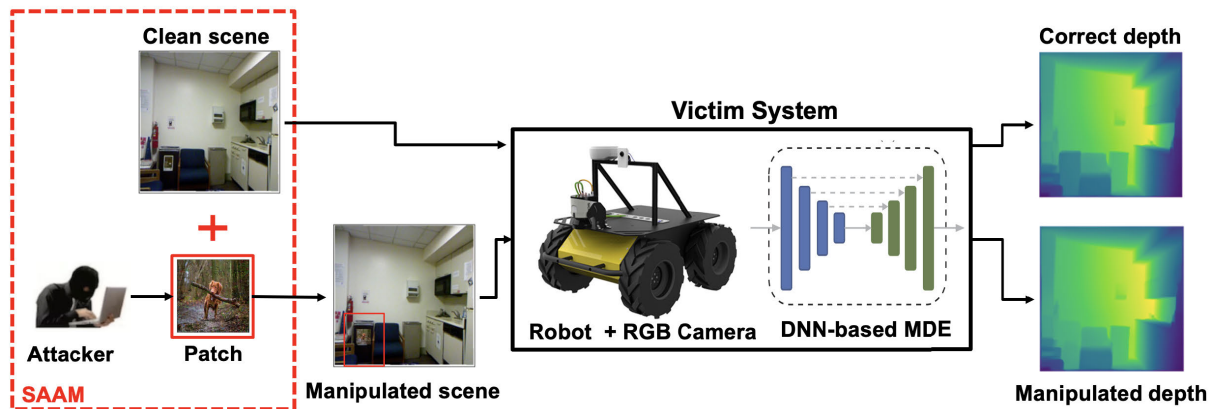 Clean scene
Correct depth
Victim System
Attacker
Patch
SAAM
Manipulated scene
Robot + RGB Camera
DNN-based MDE
Manipulated depth